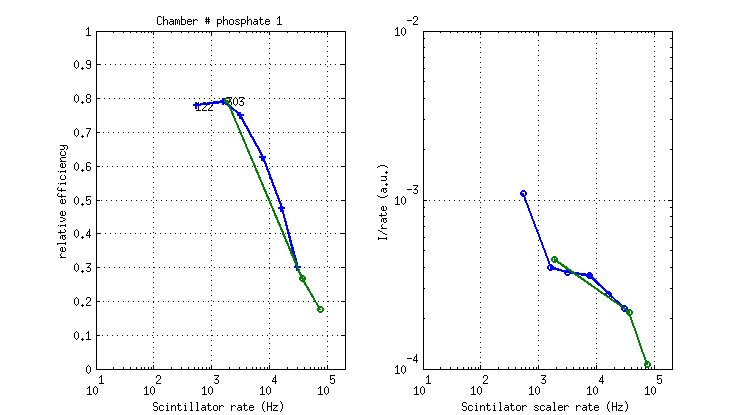 Chamber # phosphate 1
1
0.9
0.8
0.7
0.6
0.5
0.4
0.3
0.2
0.1
0
relative efficiency
122
303
10^1 10^2 10^3 10^4 10^5
Scintillator rate (Hz)
10^-2
10^-3
10^-4
I/rate (a.u.)
10^1 10^2 10^3 10^4 10^5
Scintilator scaler rate (Hz)